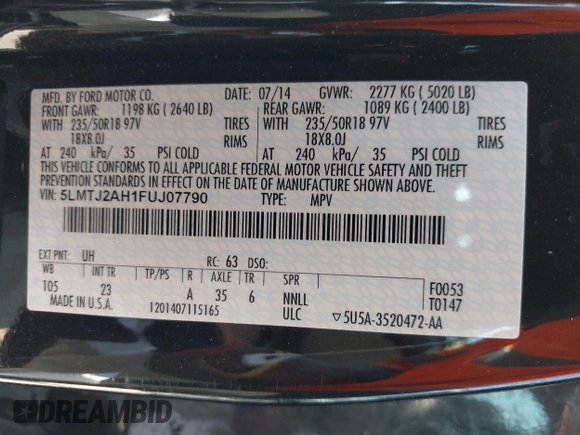 MFD. BY FORD MOTOR CO. DATE: 07/14 GVWR: 2277 KG ( 5020 LB)
FRONT GAWR: 1198 KG ( 2640 LB) REAR GAWR: 1089 KG ( 2400 LB)
WITH 235/50R18 97V TIRES WITH 235/50R18 97V TIRES
18X8.0J RIMS 18X8.0J RIMS
AT 240 kPa/ 35 PSI COLD AT 240 kPa/ 35 PSI COLD
THIS VEHICLE CONFORMS TO ALL APPLICABLE FEDERAL MOTOR VEHICLE SAFETY AND THEFT
PREVENTION STANDARDS IN EFFECT ON THE DATE OF MANUFACTURE SHOWN ABOVE.
VIN: 5LMTJ2AH1FUJ07790 TYPE: MPV
EXT PNT: UH RC: 63 DSO:
WB INT TR TP/PS R AXLE TR SPR F0053
105 23 A 35 6 NNLL T0147
MADE IN U.S.A. 1201407115165 ULC ▽5U5A-3520472-AA
DREAMBID